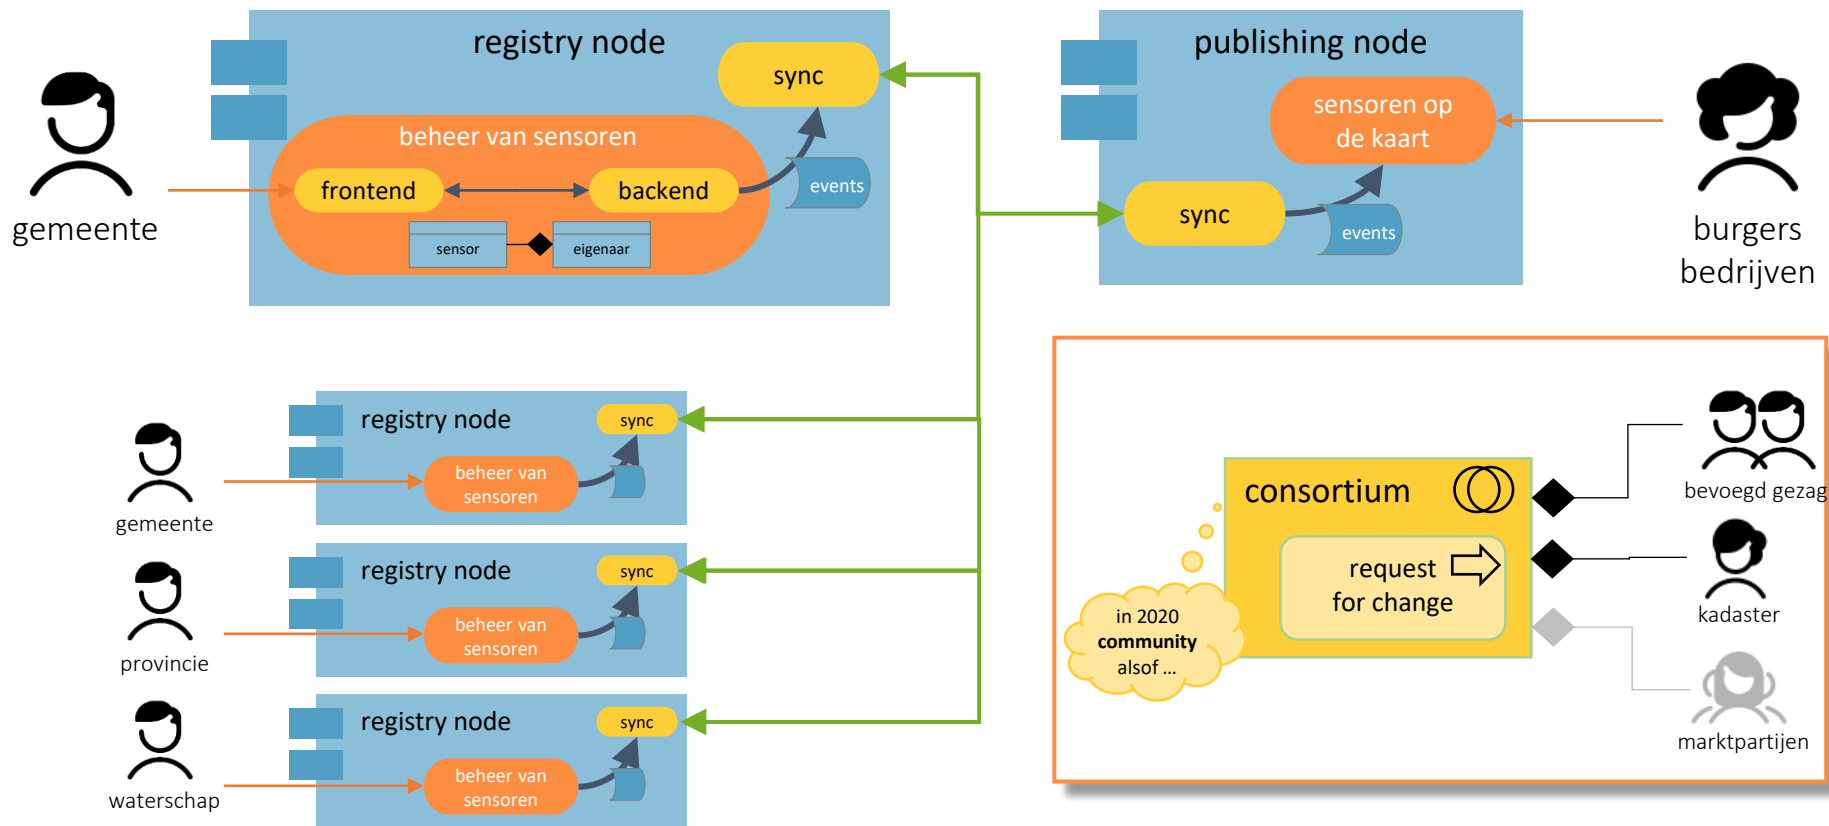 registry node
sync
beheer van sensoren
frontend
backend
events
sensor
eigenaar
gemeente
publishing node
sensoren op
de kaart
sync
events
burgers
bedrijven
registry node
sync
beheer van
sensoren
gemeente
registry node
sync
beheer van
sensoren
provincie
registry node
sync
beheer van
sensoren
waterschap
consortium
request
for change
in 2020
community
alsof ...
bevoegd gezag
kadaster
marktpartijen